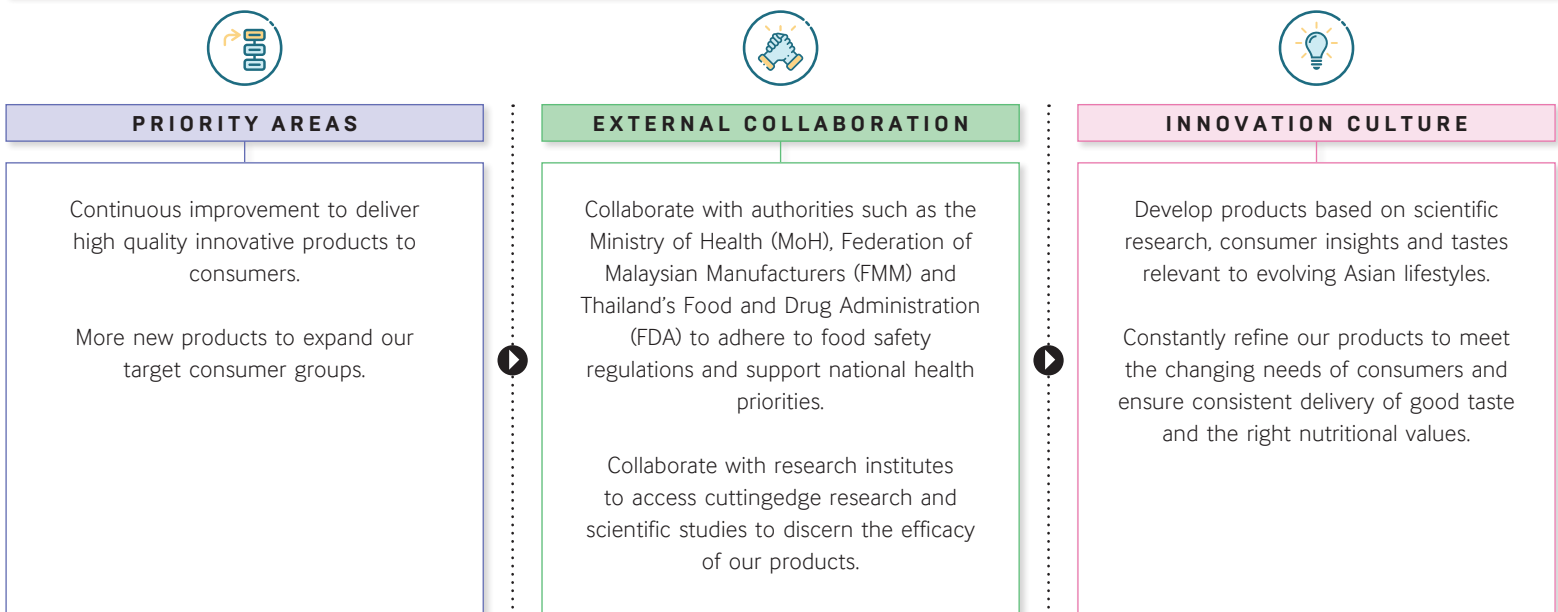 PRIORITY AREAS
Continuous improvement to deliver
high quality innovative products to
consumers.
More new products to expand our
target consumer groups.
EXTERNAL COLLABORATION
Collaborate with authorities such as the
Ministry of Health (MoH), Federation of
Malaysian Manufacturers (FMM) and
Thailand’s Food and Drug Administration
(FDA) to adhere to food safety
regulations and support national health
priorities.
Collaborate with research institutes
to access cuttingedge research and
scientific studies to discern the efficacy
of our products.
INNOVATION CULTURE
Develop products based on scientific
research, consumer insights and tastes
relevant to evolving Asian lifestyles.
Constantly refine our products to meet
the changing needs of consumers and
ensure consistent delivery of good taste
and the right nutritional values.